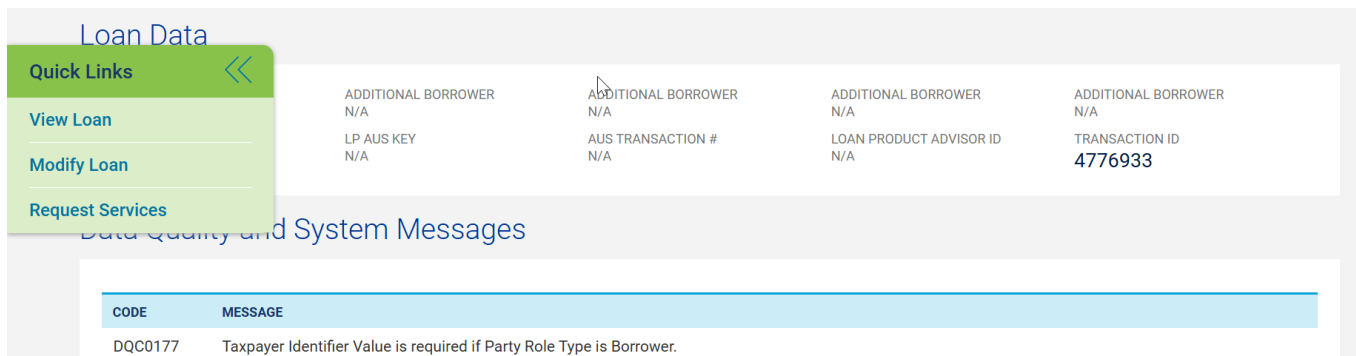 Loan Data
Quick Links
View Loan
Modify Loan
Request Services
ADDITIONAL BORROWER ADDITIONAL BORROWER ADDITIONAL BORROWER ADDITIONAL BORROWER
N/A N/A N/A N/A
LP AUS KEY AUS TRANSACTION # LOAN PRODUCT ADVISOR ID TRANSACTION ID
N/A N/A N/A 4776933
Data Quality and System Messages
CODE MESSAGE
DQC0177 Taxpayer Identifier Value is required if Party Role Type is Borrower.